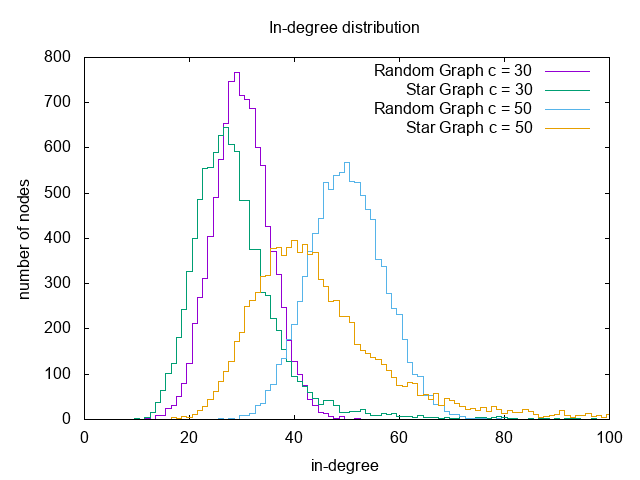 In-degree distribution
800
700
600
500
400
300
200
100
0
number of nodes
Random Graph c = 30
Star Graph c = 30
Random Graph c = 50
Star Graph c = 50
0 20 40 60 80 100
in-degree